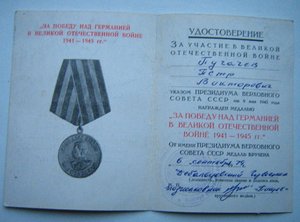 "ЗА ПОБЕДУ НАД ГЕРМАНИЕЙ
В ВЕЛИКОЙ ОТЕЧЕСТВЕННОЙ ВОЙНЕ
1941—1945 гг."
УДОСТОВЕРЕНИЕ
ЗА УЧАСТИЕ В ВЕЛИКОЙ
ОТЕЧЕСТВЕННОЙ ВОЙНЕ
Пугачев
Петр
Викторович
УКАЗОМ ПРЕЗИДИУМА ВЕРХОВНОГО
СОВЕТА СССР от 9 мая 1945 года
НАГРАЖДЕН МЕДАЛЬЮ
"ЗА ПОБЕДУ НАД ГЕРМАНИЕЙ
В ВЕЛИКОЙ ОТЕЧЕСТВЕННОЙ
ВОЙНЕ 1941—1945 гг."
ОТ ИМЕНИ ПРЕЗИДИУМА ВЕРХОВНОГО
СОВЕТА СССР МЕДАЛЬ ВРУЧЕНА
6